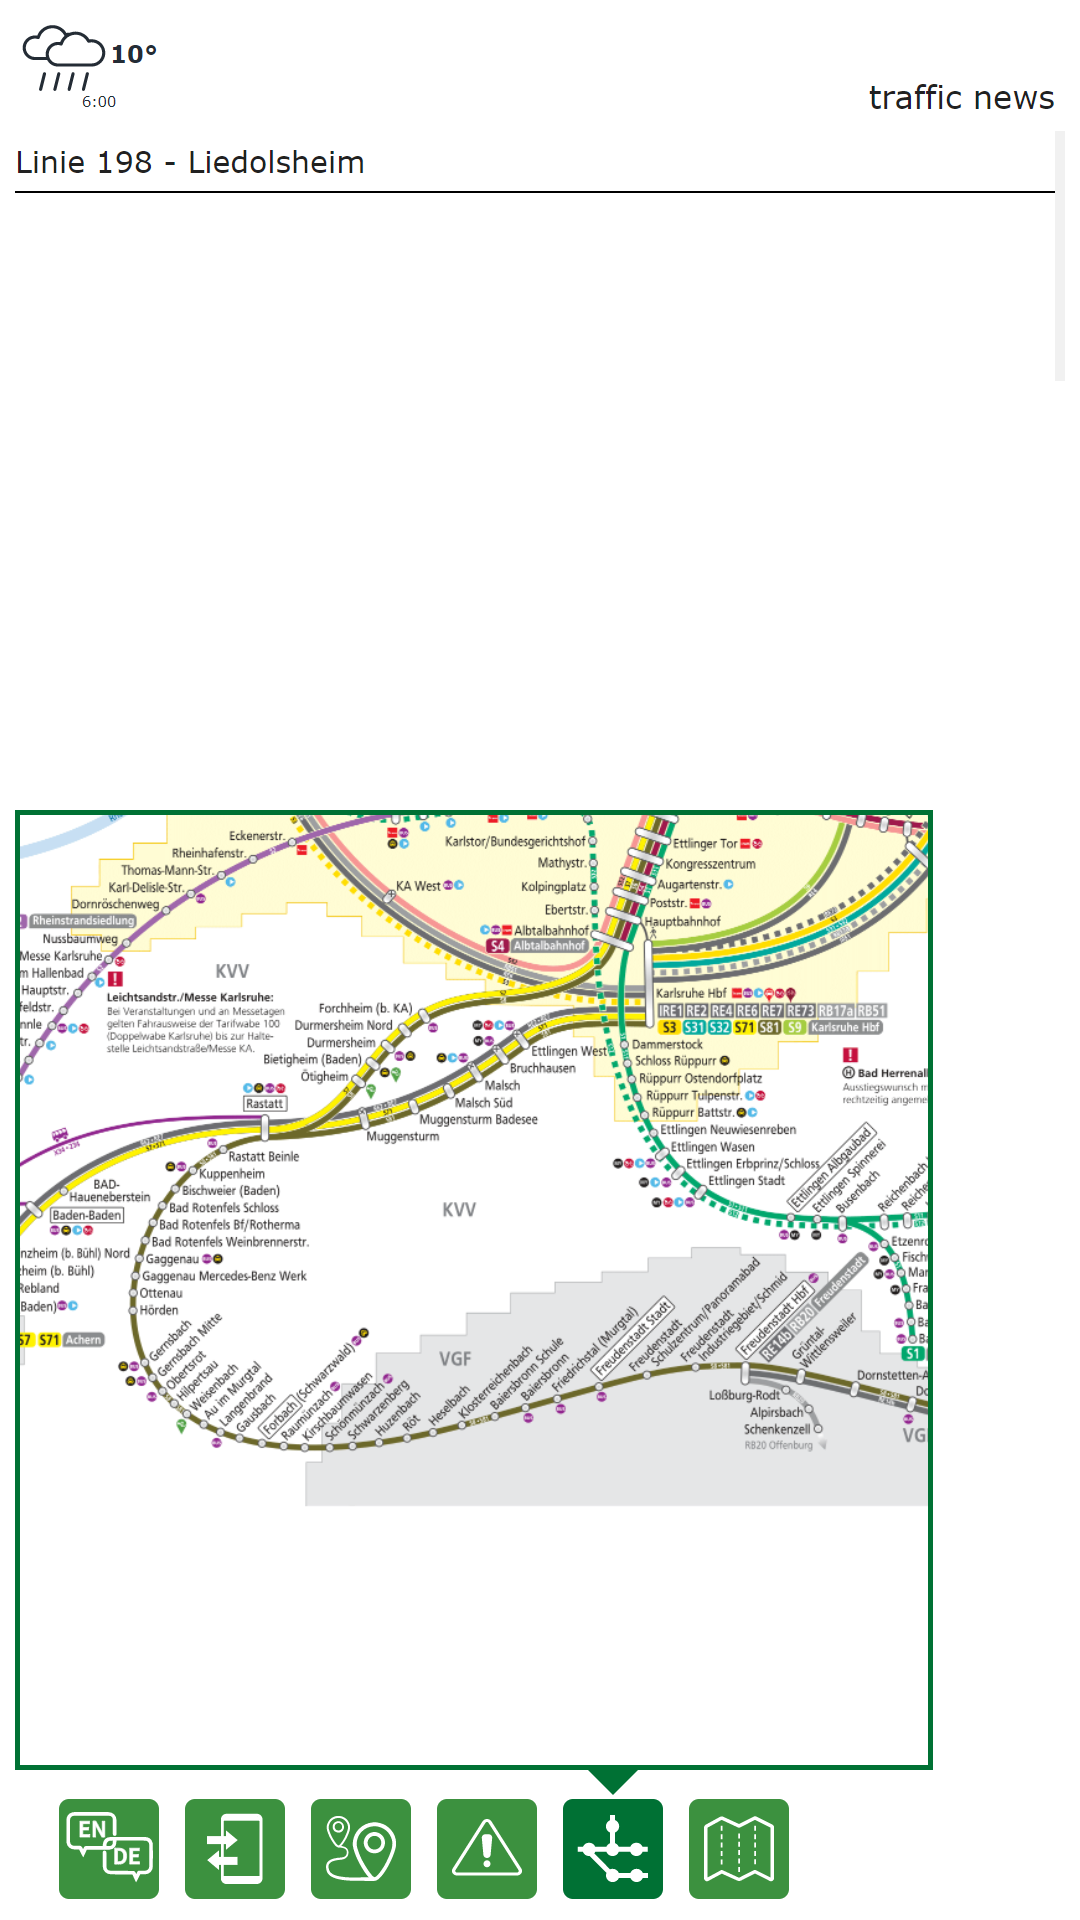 10°
6:00
traffic news
Linie 198 - Liedolsheim
Eckenerstr.
Rheinhafenstr.
Thomas-Mann-Str.
Karl-Delisle-Str.
Dornröschenweg
Rheinstrandsiedlung
Nussbaumweg
Messe Karlsruhe
m Hallenbad
Hauptstr.
feldstr.
nnle
tr.
KVV
Leichtsandstr./Messe Karlsruhe:
Bei Veranstaltungen und an Messetagen
gelten Fahrausweise der Tarifwabe 100
(Doppelwabe Karlsruhe) bis zur Halte-
stelle Leichtsandstraße/Messe KA.
KA West
Karlstor/Bundesgerichtshof
Mathystr.
Kolpingplatz
Ebertstr.
Albtalbahnhof
S4 Albtalbahnhof
Ettlinger Tor
Kongresszentrum
Augartenstr.
Poststr.
Hauptbahnhof
Karlsruhe Hbf
IRE1 RE2 RE4 RE6 RE7 RE73 RB17a RB51
S3 S31 S32 S71 S81 S9 Karlsruhe Hbf
Forchheim (b. KA)
Durmersheim Nord
Durmersheim
Bietigheim (Baden)
Ötigheim
Rastatt
Ettlingen West
Bruchhausen
Malsch
Malsch Süd
Muggensturm Badesee
Muggensturm
Dammerstock
Schloss Rüppurr
Rüppurr Ostendorfplatz
Rüppurr Tulpenstr.
Rüppurr Battstr.
Ettlingen Neuwiesenreben
Ettlingen Wasen
Ettlingen Erbprinz/Schloss
Ettlingen Stadt
Ettlingen Albgaubad
Ettlingen Spinnerei
Busenbach
Reichenbach
Bad Herrenal
Ausstiegswunsch m
rechtzeitig angeme
Etzenro
Fisch
Mar
Fra
Ba
Ba
Ba
S1
X34+234
BAD-
Haueneberstein
Baden-Baden
nzheim (b. Bühl) Nord
heim (b. Bühl)
Rebland
Baden)
S7 S71 Achern
Rastatt Beinle
Kuppenheim
Bischweier (Baden)
Bad Rotenfels Schloss
Bad Rotenfels Bf/Rotherma
Bad Rotenfels Weinbrennerstr.
Gaggenau
Gaggenau Mercedes-Benz Werk
Ottenau
Hörden
Gernsbach
Gernsbach Mitte
Obertsrot
Hilpertsau
Weisenbach
Au im Murgtal
Langenbrand
Gausbach
Forbach (Schwarzwald)
Raumünzach
Kirschbaumwasen
Schönmünzach
Schwarzenberg
Huzenbach
Röt
Heselbach
Klosterreichenbach
Baiersbronn Schule
Baiersbronn
Friedrichstal (Murgtal)
Freudenstadt Stadt
Freudenstadt
Schulzentrum/Panoramabad
Freudenstadt
Industriegebiet/Schmid
Freudenstadt Hbf
RE14b RB20 Freudenstadt
Grüntal-
Wittlensweiler
Dornstetten-A
Do
KVV
VGF
VG
Loßburg-Rodt
Alpirsbach
Schenkenzell
RB20 Offenburg
EN
DE